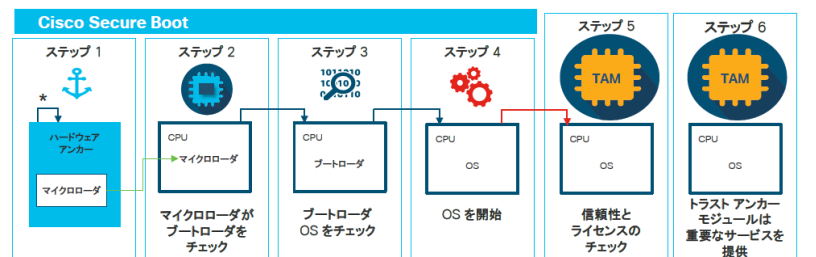 Cisco Secure Boot
ステップ 1
*
ハードウェア
アンカー
マイクロローダ
ステップ 2
CPU
マイクロローダ
マイクロローダが
ブートローダを
チェック
ステップ 3
1011010
CPU
ブートローダ
ブートローダ
OS をチェック
ステップ 4
CPU
OS
OS を開始
ステップ 5
TAM
CPU
OS
信頼性と
ライセンスの
チェック
ステップ 6
TAM
CPU
OS
トラスト アンカー
モジュールは
重要なサービスを
提供